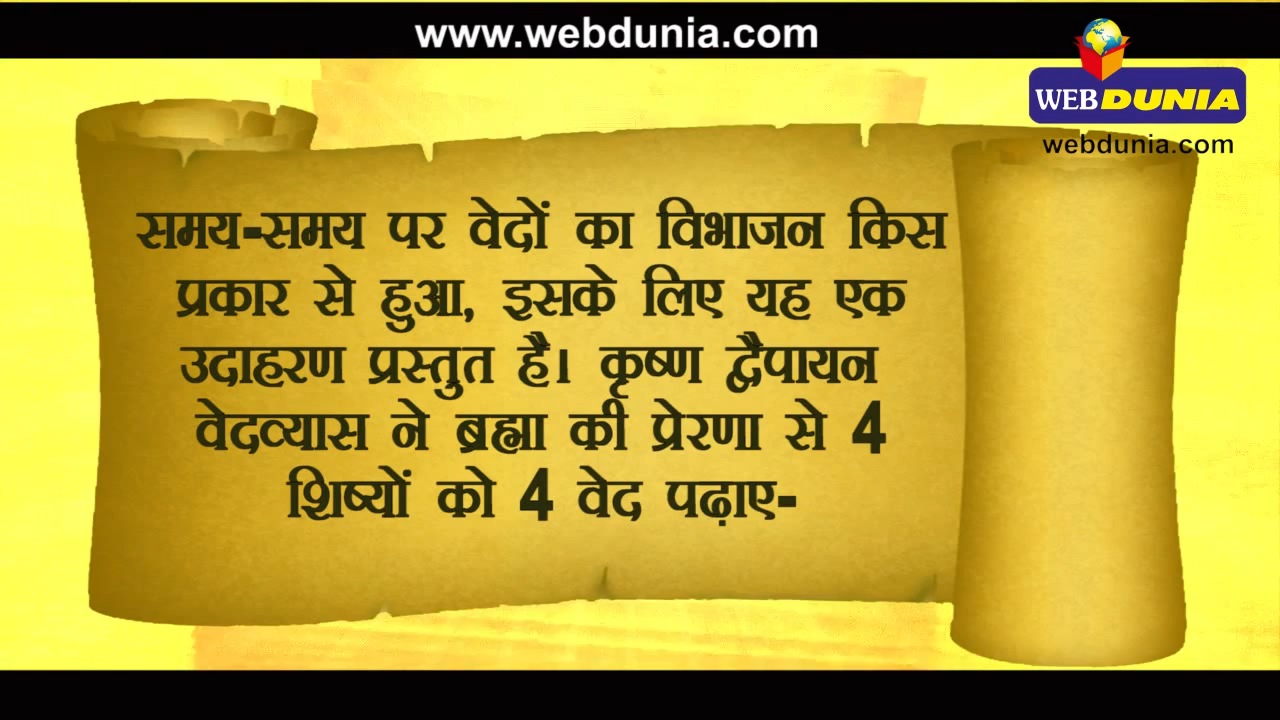 www.webdunia.com
WEBDUNIA
webdunia.com
समय-समय पर वेदों का विभाजन किस
प्रकार से हुआ, इसके लिए यह एक
उदाहरण प्रस्तुत है। कृष्ण द्वैपायन
वेदव्यास ने ब्रह्मा की प्रेरणा से 4
शिष्यों को 4 वेद पढ़ाए-